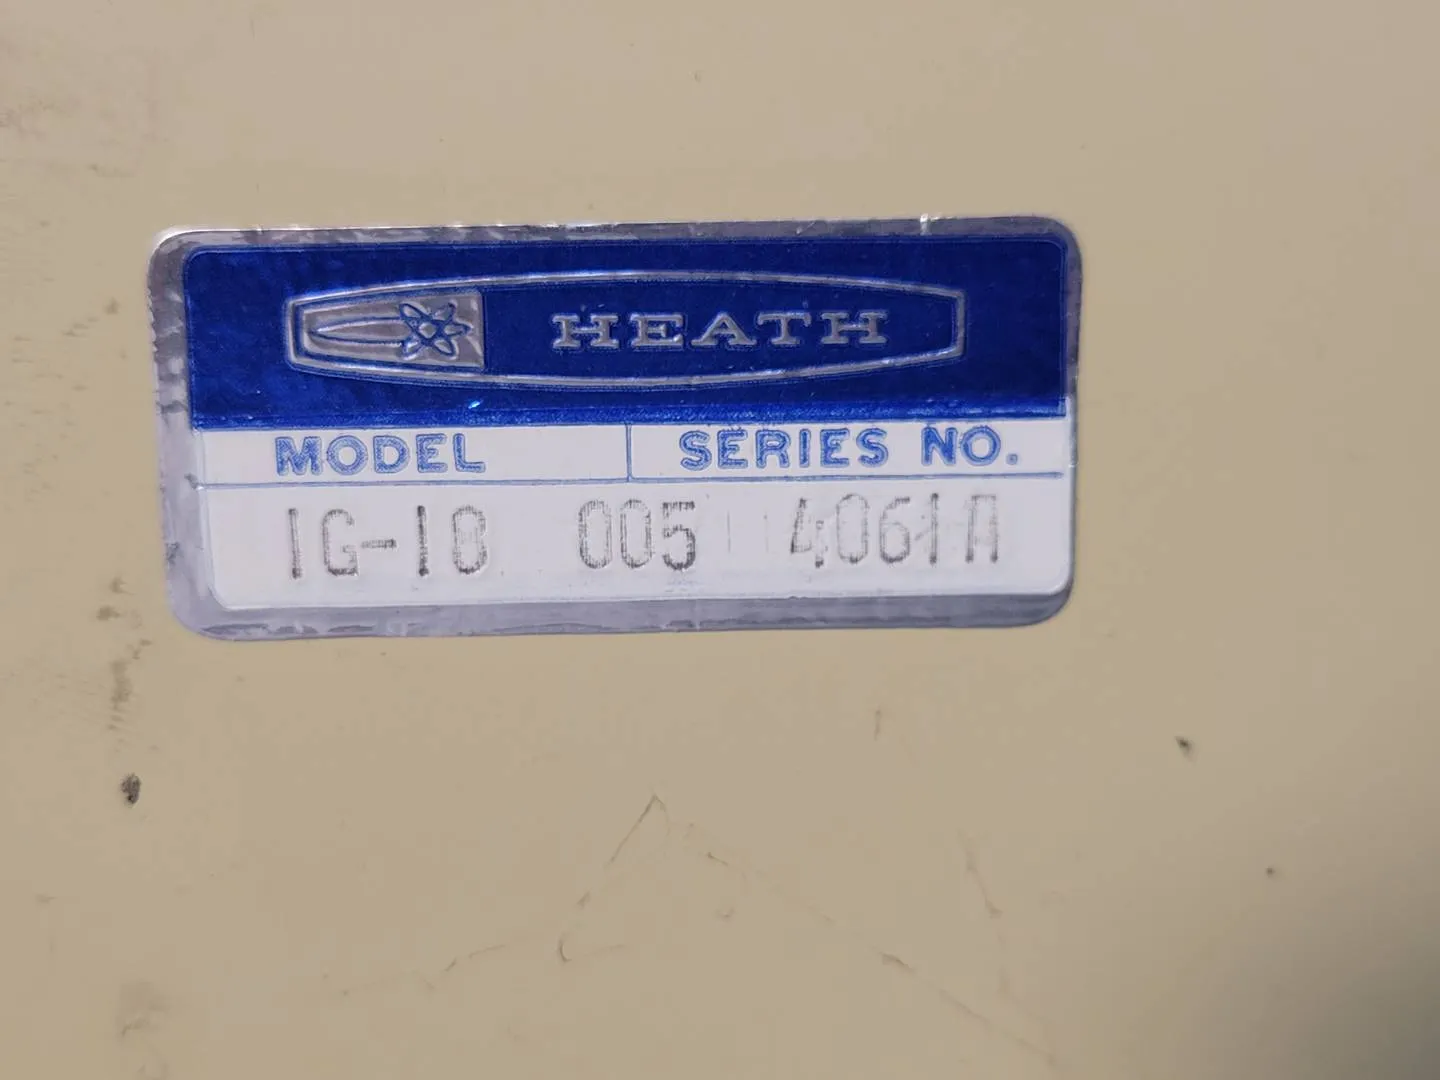 HEATH
MODEL SERIES NO.
IG-18 005 4061A